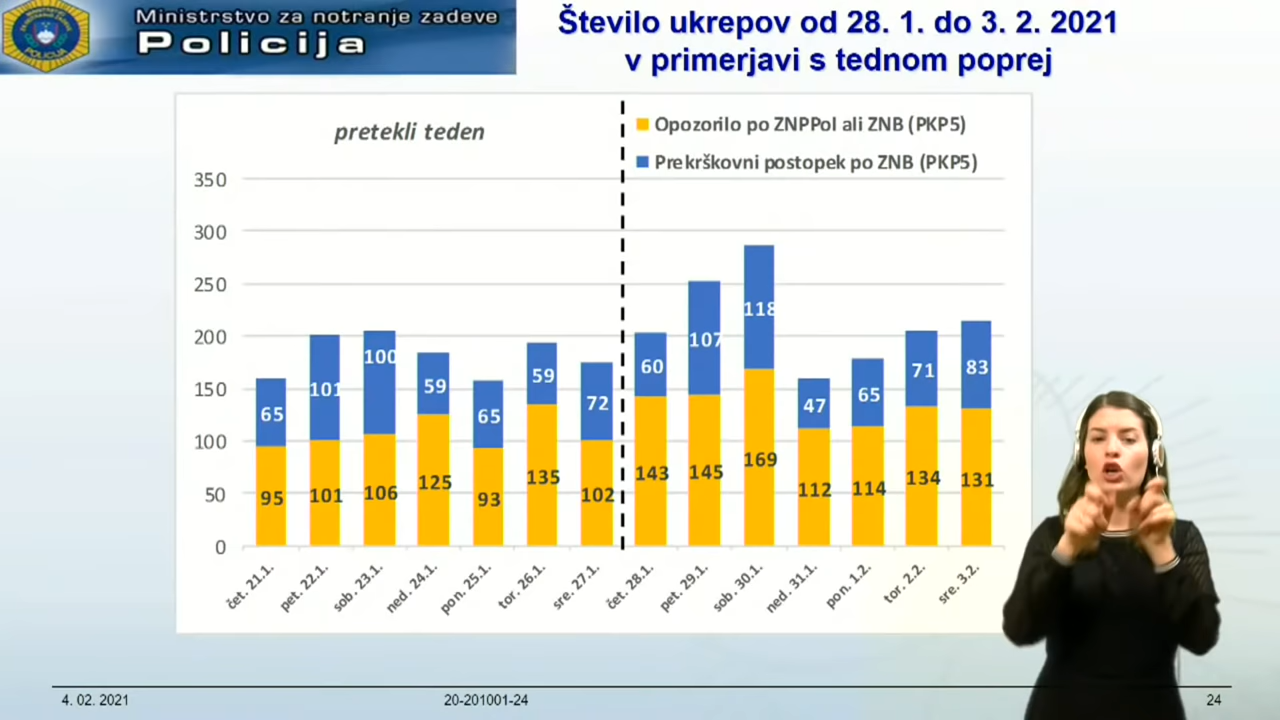 Ministrstvo za notranje zadeve
Policija
Število ukrepov od 28. 1. do 3. 2. 2021
v primerjavi s tednom poprej
pretekli teden
Opozorilo po ZNPPol ali ZNB (PKP5)
Prekrškovni postopek po ZNB (PKP5)
350
300
250
200
150
100
50
0
65 101 100 59 65 59 72 60 107 118 47 65 71 83
95 101 106 125 93 135 102 143 145 169 112 114 134 131
čet. 21.1. pet. 22.1. sob. 23.1. ned. 24.1. pon. 25.1. tor. 26.1. sre. 27.1. čet. 28.1. pet. 29.1. sob. 30.1. ned. 31.1. pon. 1.2. tor. 2.2. sre. 3.2.
4. 02. 2021 20-201001-24 24